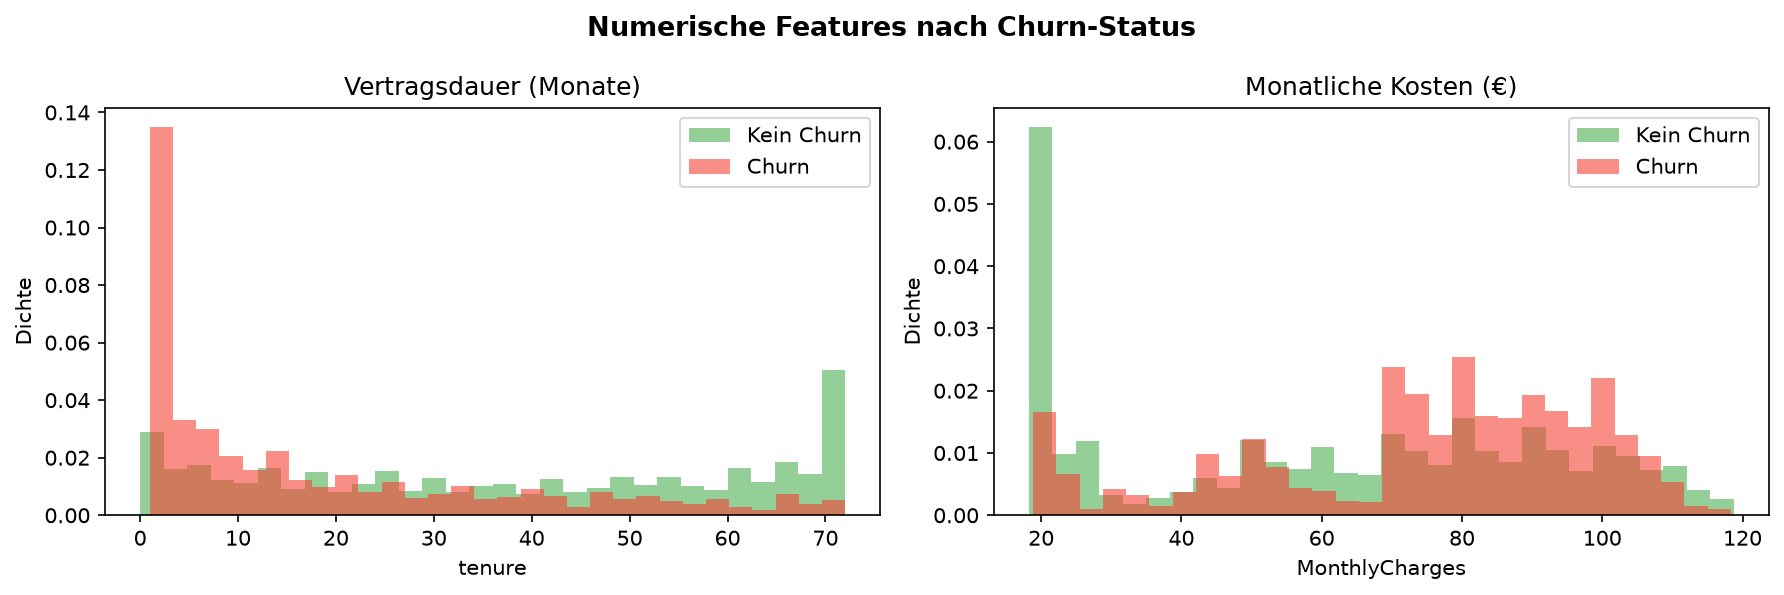 Numerische Features nach Churn-Status
Vertragsdauer (Monate)
0.14
0.12
0.10
0.08
0.06
0.04
0.02
0.00
Dichte
Kein Churn
Churn
0 10 20 30 40 50 60 70
tenure
Monatliche Kosten (€)
0.06
0.05
0.04
0.03
0.02
0.01
0.00
Dichte
Kein Churn
Churn
20 40 60 80 100 120
MonthlyCharges